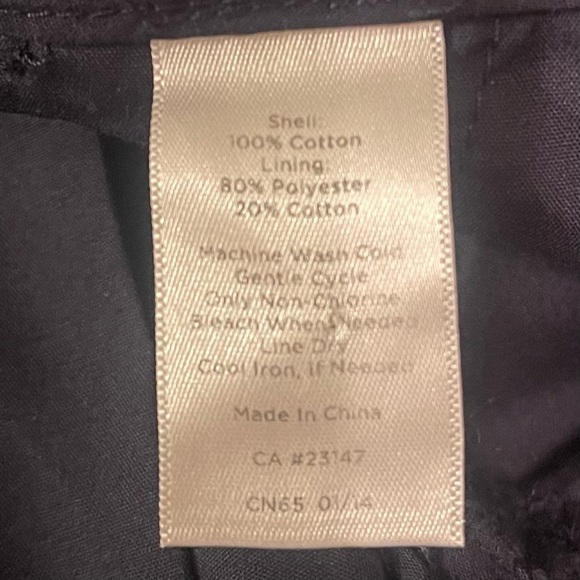 Shell:
100% Cotton
Lining:
80% Polyester
20% Cotton
Machine Wash Cold
Gentle Cycle
Only Non-Chlorine
Bleach When Needed
Line Dry
Cool Iron, If Needed
Made In China
CA #23147
CN65 01/14